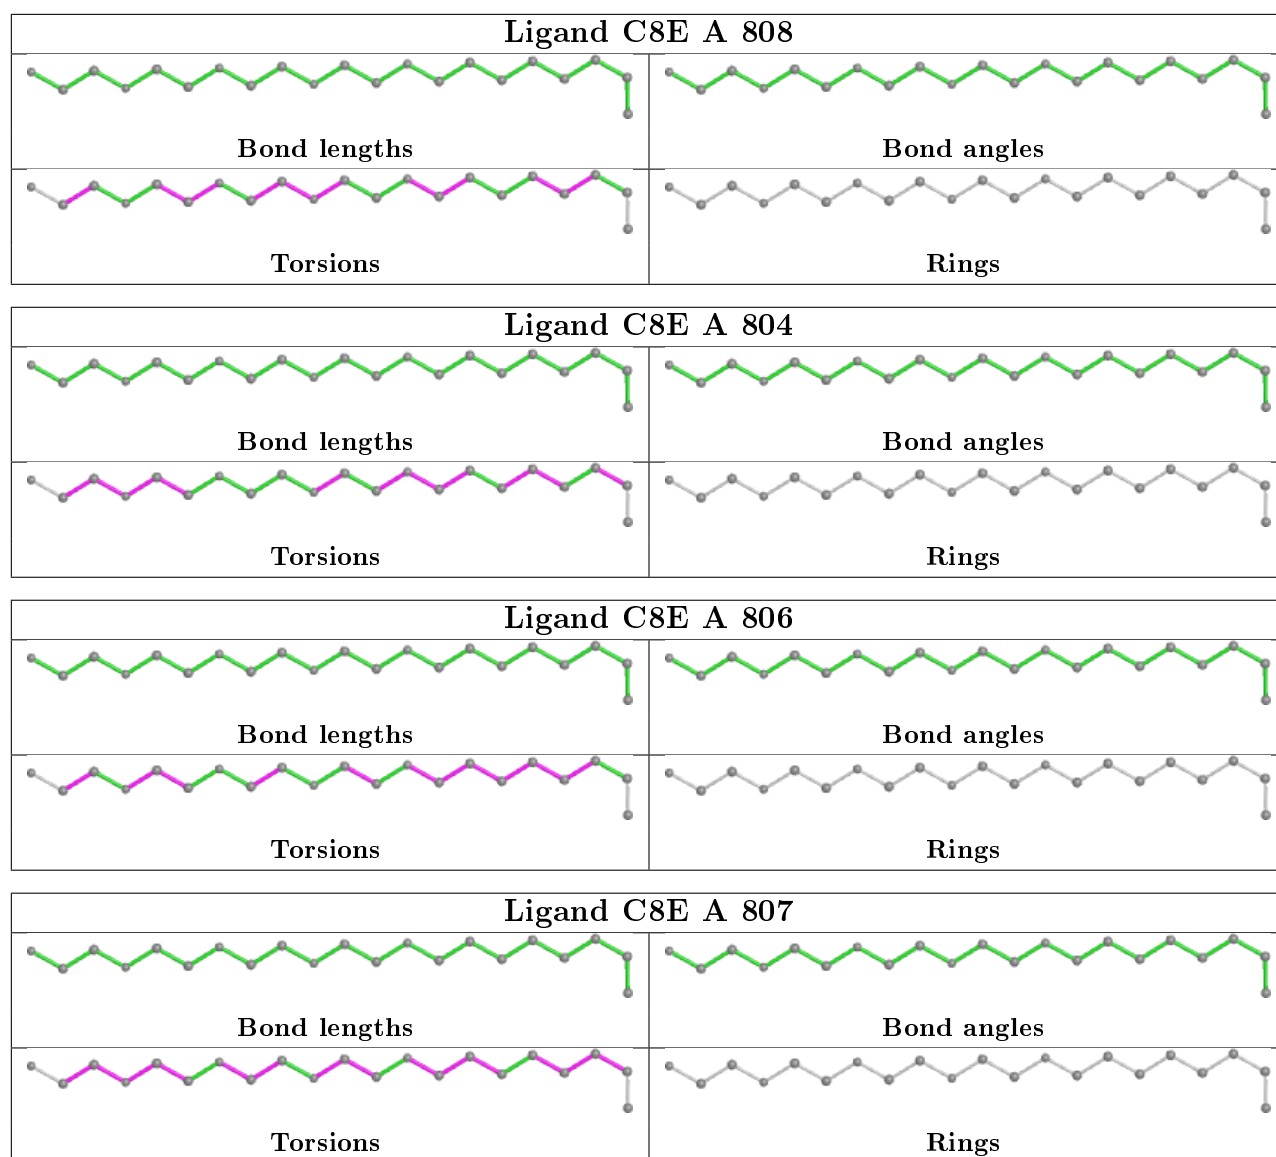 Ligand C8E A 808
Bond lengths Bond angles
Torsions Rings
Ligand C8E A 804
Bond lengths Bond angles
Torsions Rings
Ligand C8E A 806
Bond lengths Bond angles
Torsions Rings
Ligand C8E A 807
Bond lengths Bond angles
Torsions Rings